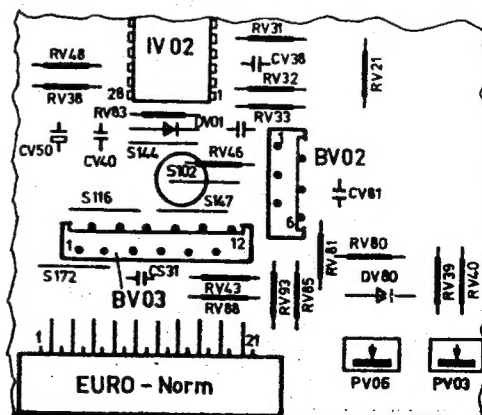 RV31
IV02
RV48
CV38
RV21
RV38
28
1
RV32
RV83
DV01
RV33
CV50
CV40
S144
RV46
1
BV02
S102
CV81
S116
S147
6
1
12
RV81
RV80
S172
CS31
BV03
RV43
RV93
RV85
DV80
RV39
RV40
RV88
1
21
EURO - Norm
PV06
PV03